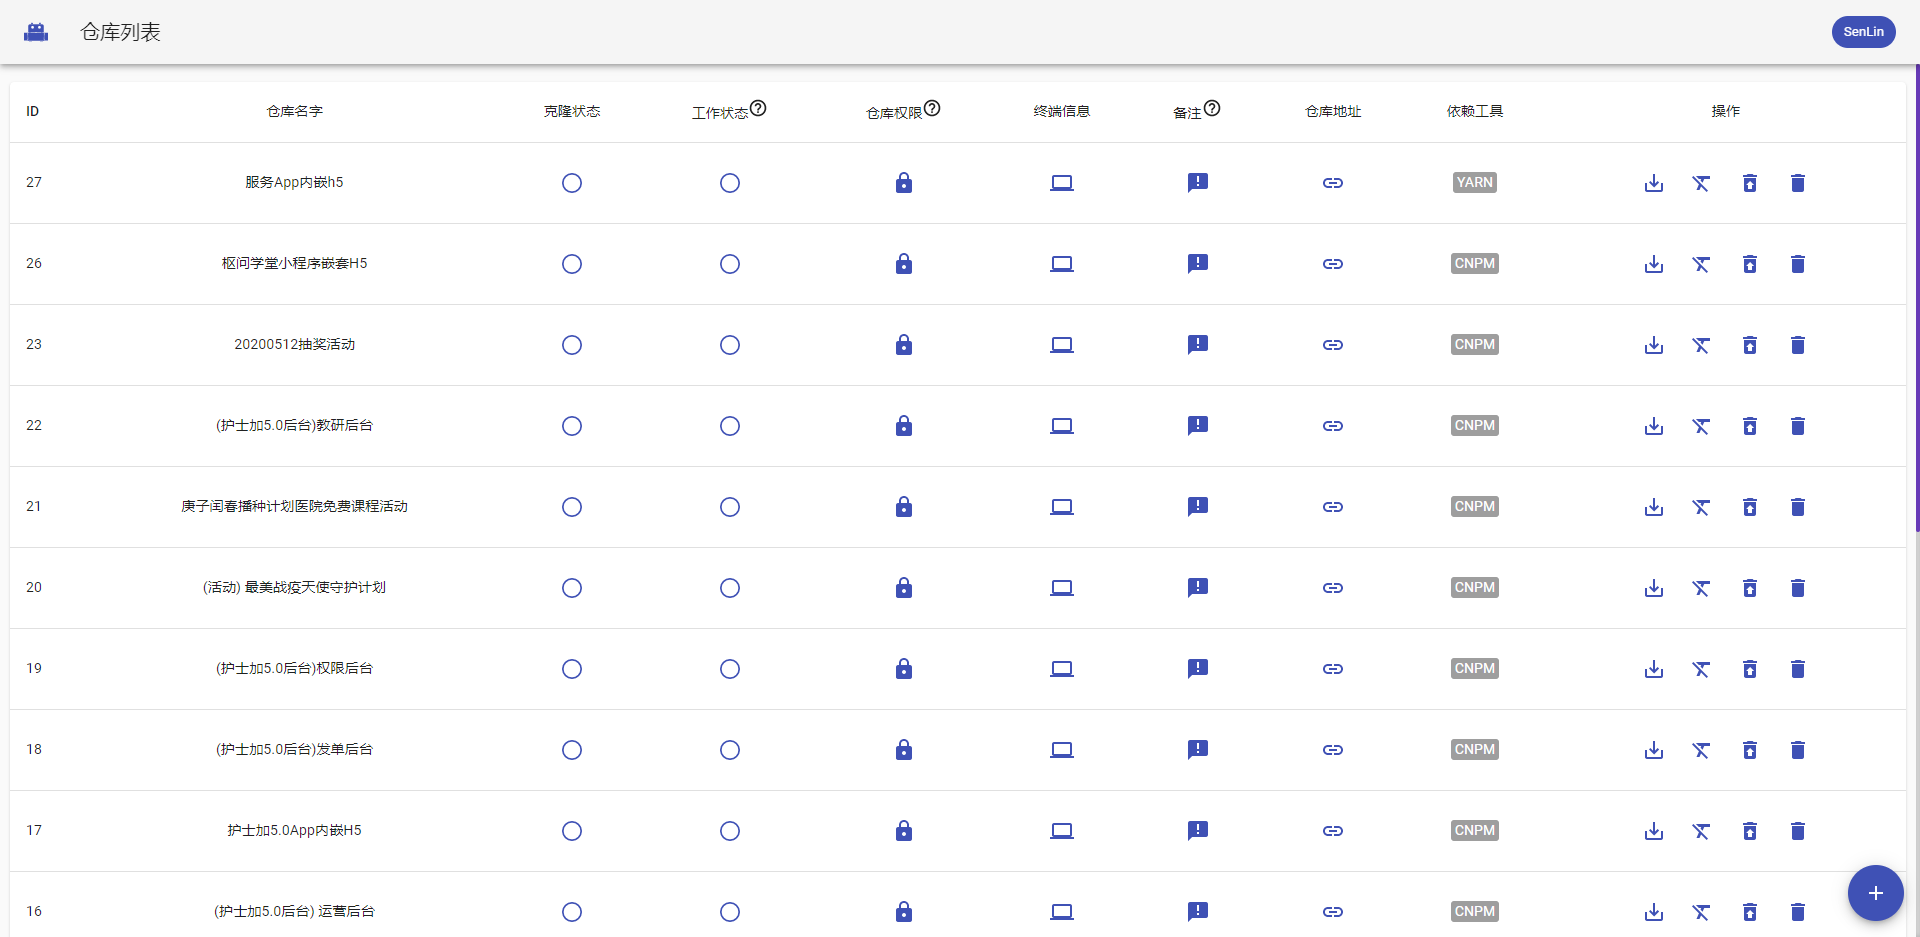 仓库列表
SenLin
ID 仓库名字 克隆状态 工作状态 仓库权限 终端信息 备注 仓库地址 依赖工具 操作
27 服务App内嵌h5 YARN
26 枢问学堂小程序嵌套H5 CNPM
23 20200512抽奖活动 CNPM
22 (护士加5.0后台)教研后台 CNPM
21 庚子闰春播种计划医院免费课程活动 CNPM
20 (活动) 最美战疫天使守护计划 CNPM
19 (护士加5.0后台)权限后台 CNPM
18 (护士加5.0后台)发单后台 CNPM
17 护士加5.0App内嵌H5 CNPM
16 (护士加5.0后台) 运营后台 CNPM